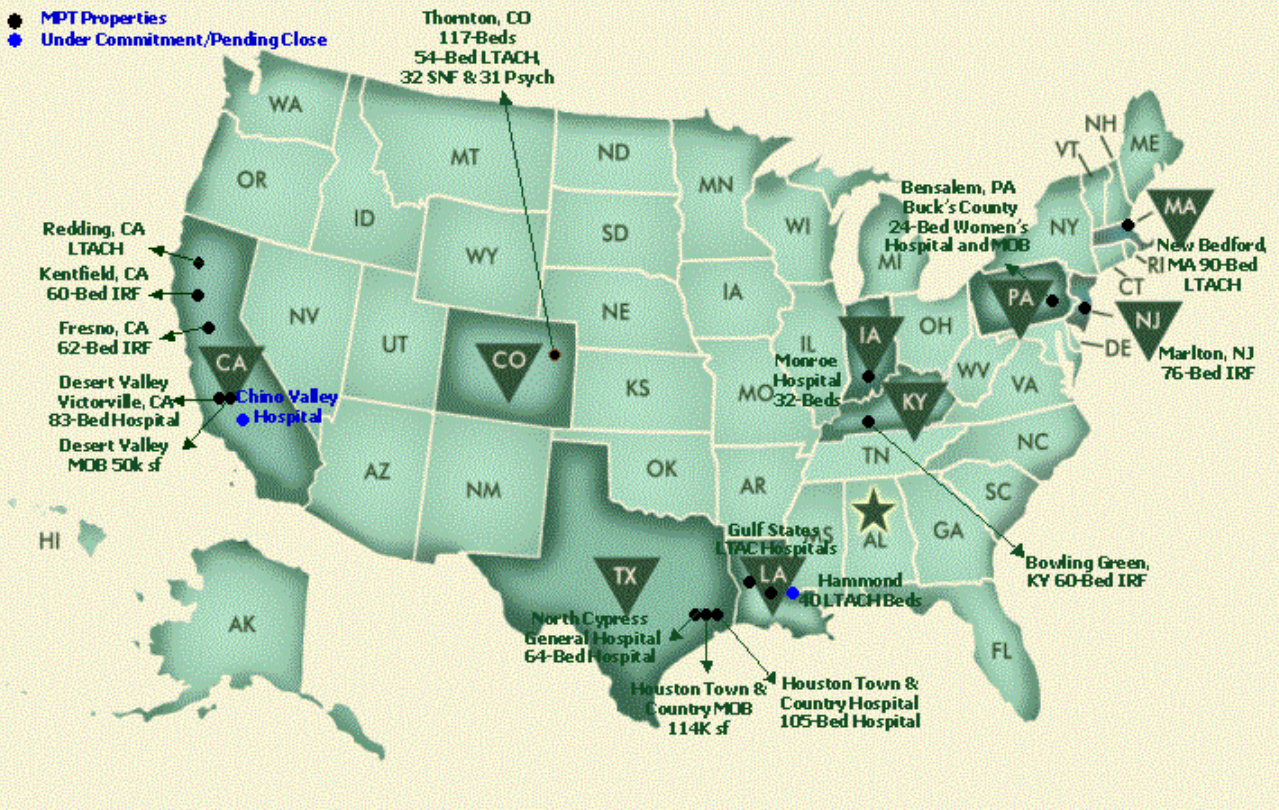 MPT Properties
Under Commitment/Pending Close
Thornton, CO
117-Beds
54-Bed LTACH,
32 SNF & 31 Psych
WA
OR
MT
ID
ND
SD
MN
WI
MI
WY
NE
IA
NV
UT
CO
KS
MO
IL
IA
OH
WV
VA
KY
NC
TN
SC
GA
AL
MS
AR
OK
NM
AZ
TX
LA
FL
HI
AK
CA
NY
VT
NH
ME
MA
RI
CT
NJ
DE
PA
Redding, CA
LTACH
Kentfield, CA
60-Bed IRF
Fresno, CA
62-Bed IRF
Desert Valley
Victorville, CA
83-Bed Hospital
Desert Valley
MOB 50k sf
Chino Valley
Hospital
Bensalem, PA
Buck's County
24-Bed Women's
Hospital and MOB
New Bedford,
MA 90-Bed
LTACH
Marlton, NJ
76-Bed IRF
Monroe
Hospital
32-Beds
Bowling Green,
KY 60-Bed IRF
Gulf States
LTAC Hospitals
Hammond
40 LTACH Beds
North Cypress
General Hospital
64-Bed Hospital
Houston Town &
Country MOB
114K sf
Houston Town &
Country Hospital
105-Bed Hospital